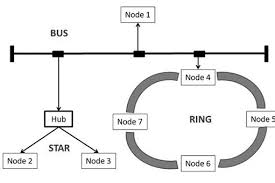 Node 1
BUS
Node 4
Hub
Node 7
RING
Node 5
STAR
Node 2
Node 3
Node 6